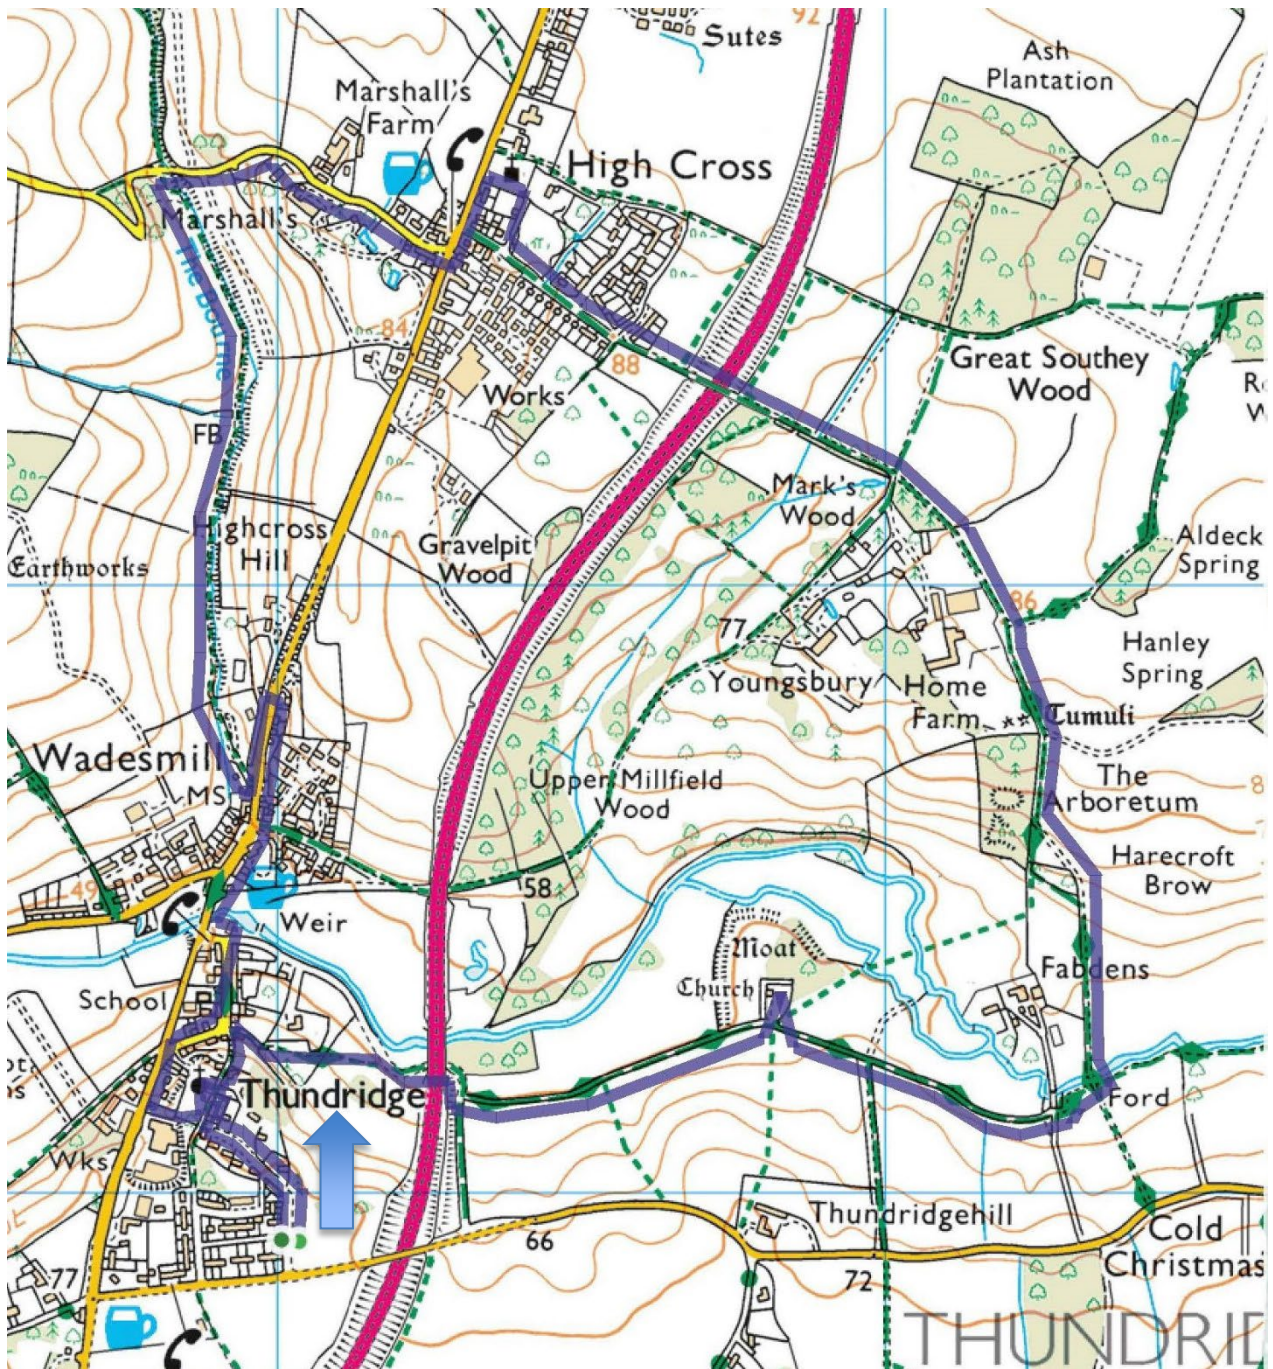 92
Sutes
Ash
Plantation
Marshall's
Farm
High Cross
Marshall's
The Bourne
84
88
Great Southey
Wood
Works
FB
Mark's
Wood
Highcross
Hill
Gravelpit
Wood
Aldeck
Spring
Earthworks
86
77
Hanley
Spring
Youngsbury
Home
Farm
Tumuli
Wadesmill
MS
Upper Millfield
Wood
The
Arboretum
Harecroft
Brow
49
58
Weir
Moat
Fabdens
School
Church
Thundridge
Ford
Wks
Thundridgehill
66
Cold
Christmas
77
72
THUNDRID